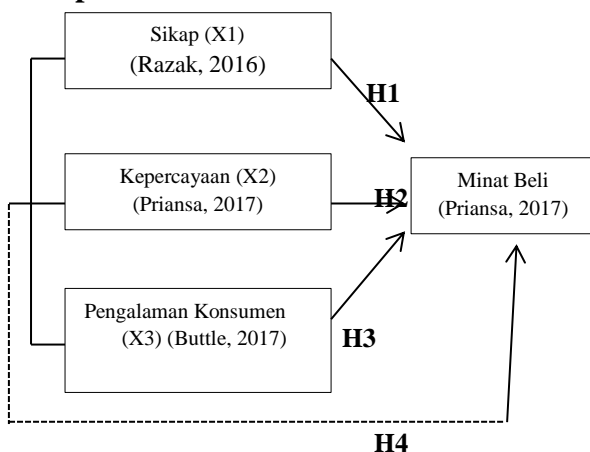 Sikap (X1)
(Razak, 2016)
H1
Kepercayaan (X2)
(Priansa, 2017)
H2
Minat Beli
(Priansa, 2017)
Pengalaman Konsumen
(X3) (Buttle, 2017)
H3
H4